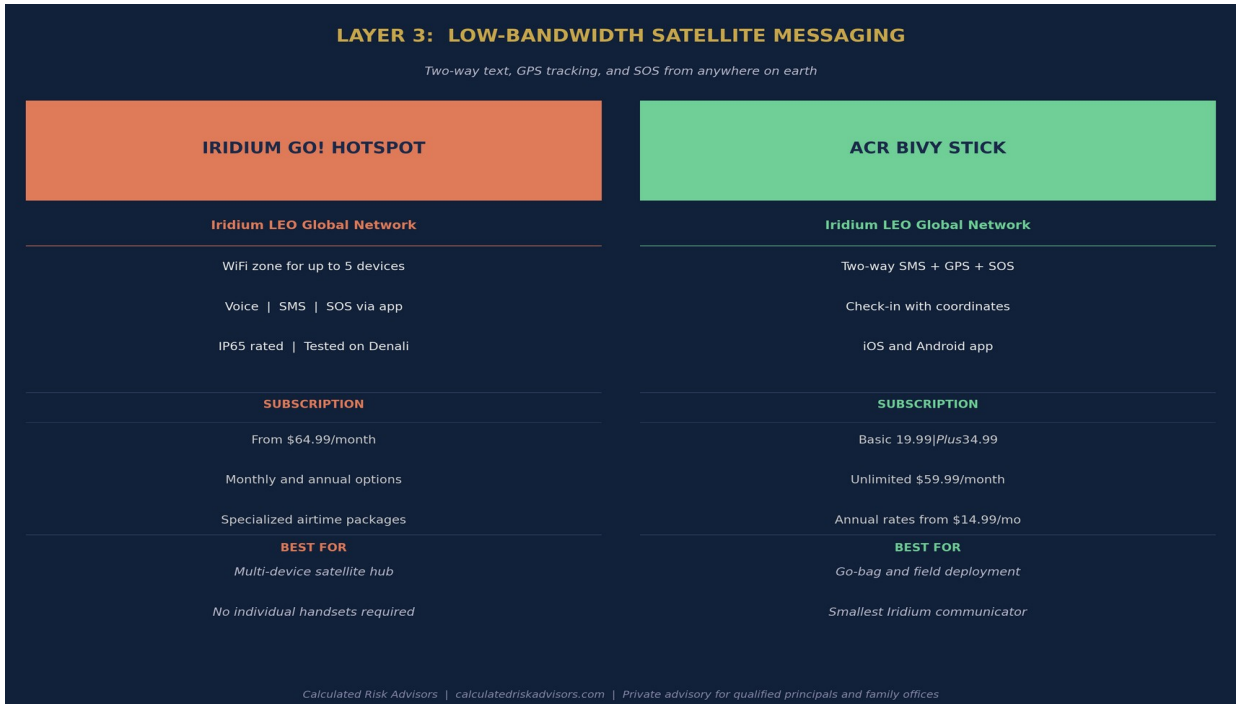 LAYER 3: LOW-BANDWIDTH SATELLITE MESSAGING
Two-way text, GPS tracking, and SOS from anywhere on earth
IRIDIUM GO! HOTSPOT
Iridium LEO Global Network
WiFi zone for up to 5 devices
Voice | SMS | SOS via app
IP65 rated | Tested on Denali
SUBSCRIPTION
From $64.99/month
Monthly and annual options
Specialized airtime packages
BEST FOR
Multi-device satellite hub
No individual handsets required
ACR BIVY STICK
Iridium LEO Global Network
Two-way SMS + GPS + SOS
Check-in with coordinates
iOS and Android app
SUBSCRIPTION
Basic 19.99|Plus34.99
Unlimited $59.99/month
Annual rates from $14.99/mo
BEST FOR
Go-bag and field deployment
Smallest Iridium communicator
Calculated Risk Advisors | calculatedriskadvisors.com | Private advisory for qualified principals and family offices